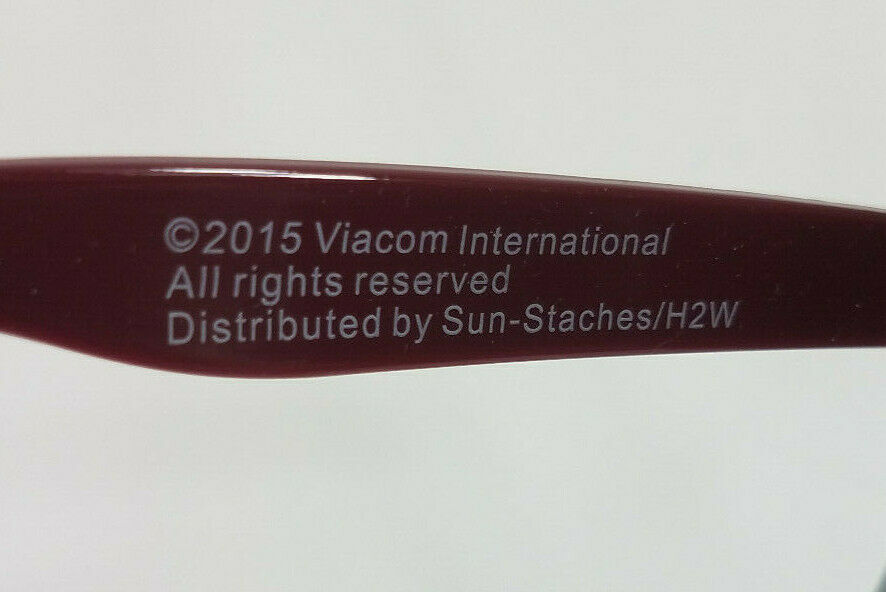 ©2015 Viacom International
All rights reserved
Distributed by Sun-Staches/H2W